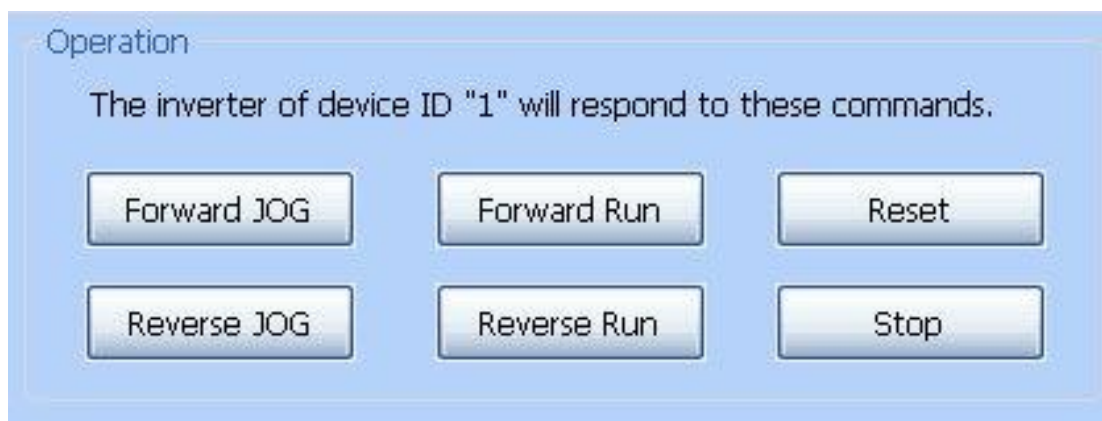 Operation
The inverter of device ID "1" will respond to these commands.
Forward JOG Forward Run Reset
Reverse JOG Reverse Run Stop